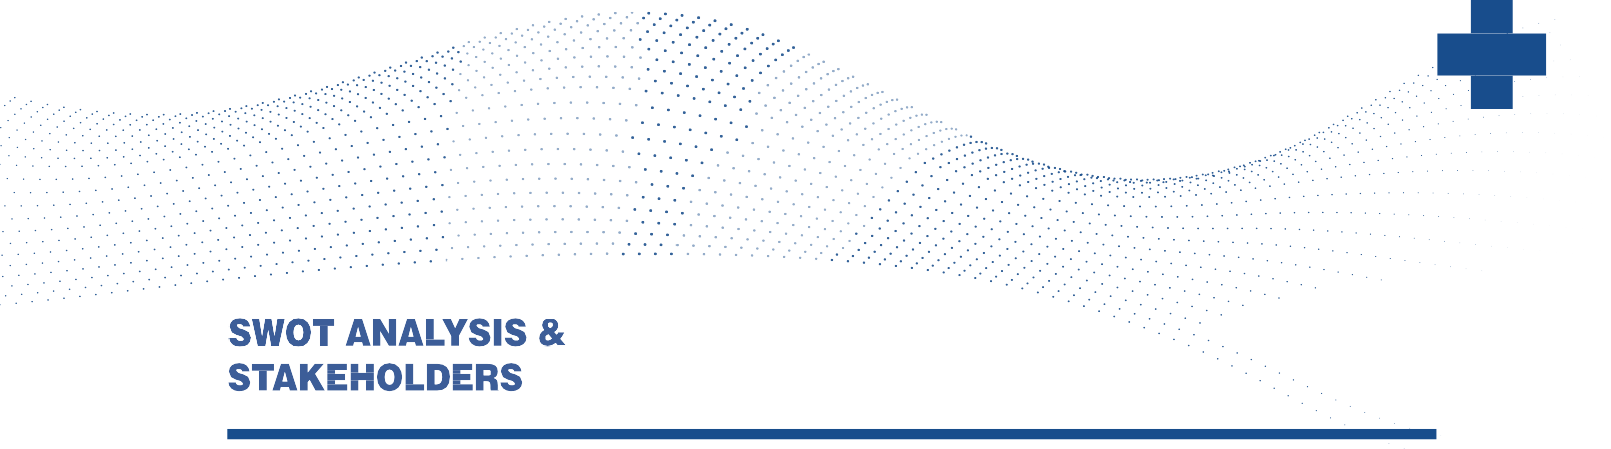 SWOT ANALYSIS &
STAKEHOLDERS